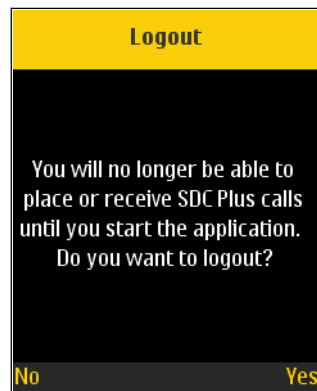 Logout
You will no longer be able to
place or receive SDC Plus calls
until you start the application.
Do you want to logout?
No Yes